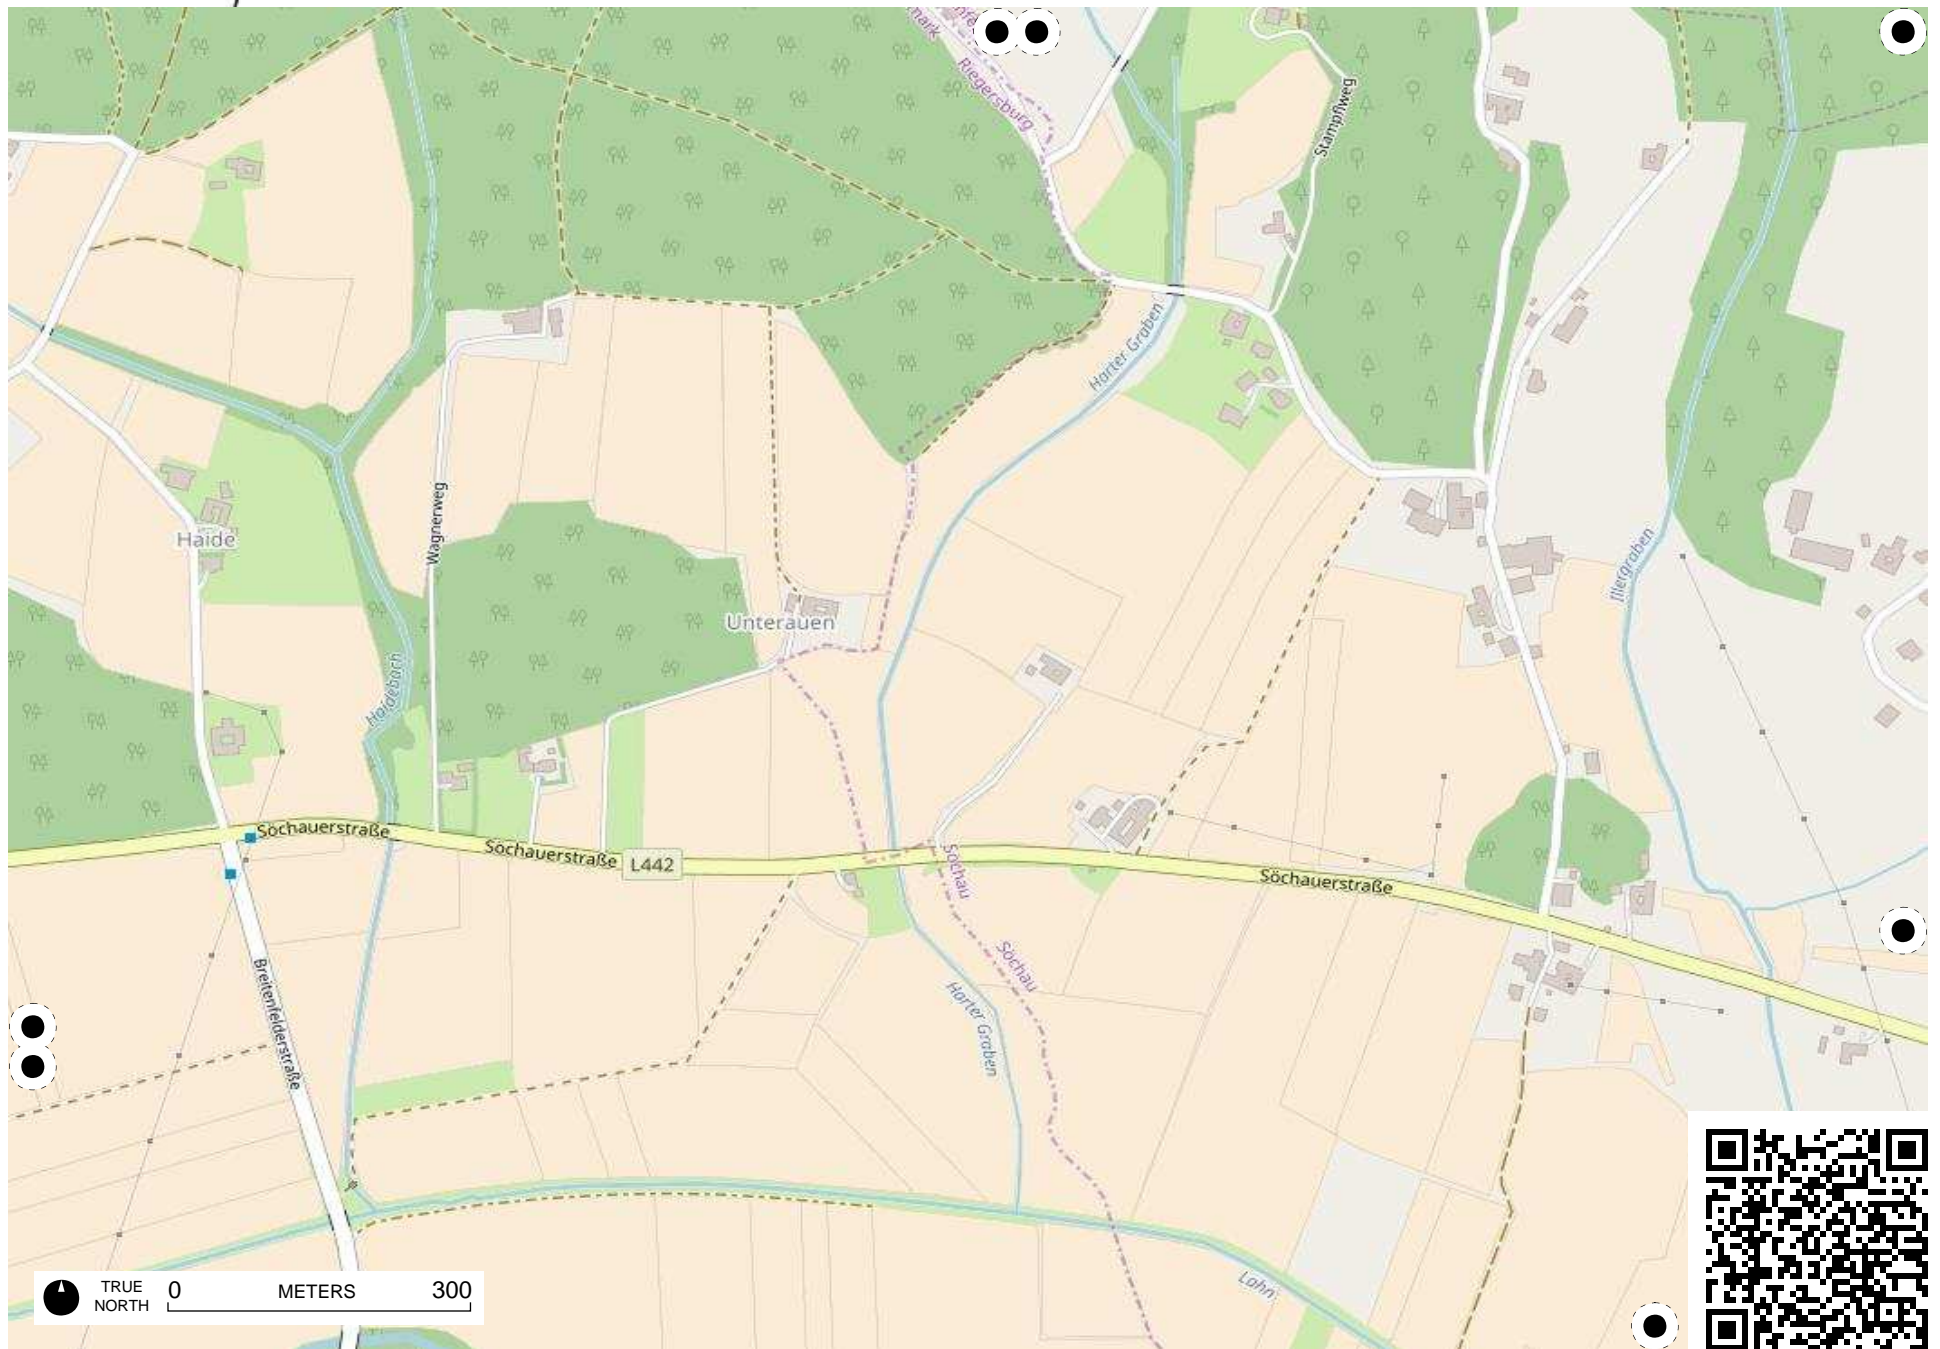 Riegersburg
Stampflweg
Harter Graben
Wagnerweg
Haide
Illergraben
Unterauen
Haidebach
Söchauerstraße
Söchauerstraße
L442
Söchau
Söchauerstraße
Söchau
Breitenfelderstraße
Harter Graben
Lahn
TRUE
NORTH
0 METERS 300